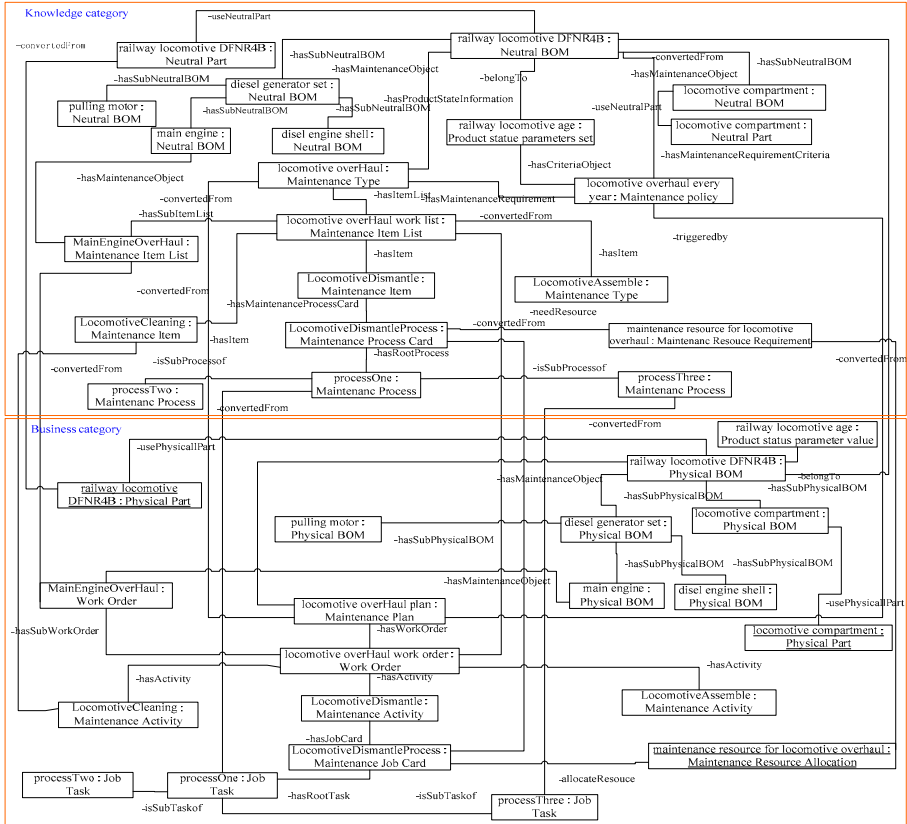 Knowledge category
-useNeutralPart
-convertedFrom
railway locomotive DFNR4B :
Neutral Part
railway locomotive DFNR4B :
Neutral BOM
-hasSubNeutralBOM
-convertedFrom
-hasSubNeutralBOM
-hasMaintenanceObject
-hasMaintenanceObject
-belongTo
-hasSubNeutralBOM
diesel generator set :
Neutral BOM
locomotive compartment :
Neutral BOM
pulling motor :
Neutral BOM
-hasSubNeutralBOM
-hasSubNeutralBOM
-hasProductStateInformation
-useNeutralPart
main engine :
Neutral BOM
disel engine shell :
Neutral BOM
railway locomotive age :
Product statue parameters set
locomotive compartment :
Neutral Part
-hasMaintenanceRequirementCriteria
-hasCriteriaObject
-hasMaintenanceObject
locomotive overHaul :
Maintenance Type
locomotive overhaul every
year : Maintenance policy
-convertedFrom
-hasItemList
-hasMaintenanceRequirement
-hasSubItemList
locomotive overHaul work list :
Maintenance Item List
-convertedFrom
-triggeredby
MainEngineOverHaul :
Maintenance Item List
-hasItem
-hasItem
-convertedFrom
LocomotiveDismantle :
Maintenance Item
LocomotiveAssemble :
Maintenance Type
-hasMaintenanceProcessCard
-needResource
LocomotiveCleaning :
Maintenance Item
-hasItem
LocomotiveDismantleProcess :
Maintenance Process Card
-convertedFrom
maintenance resource for locomotive
overhaul : Maintenanc Resouce Requirement
-convertedFrom
-isSubProcessof
-hasRootProcess
-convertedFrom
-isSubProcessof
processTwo :
Maintenanc Process
processOne :
Maintenanc Process
processThree :
Maintenanc Process
-convertedFrom
-convertedFrom
Business category
railway locomotive age :
Product status parameter value
-usePhysicallPart
railway locomotive DFNR4B :
Physical BOM
-hasMaintenanceObject
-belongTo
-hasSubPhysicalBOM
-hasSubPhysicalBOM
railway locomotive
DFNR4B : Physical Part
pulling motor :
Physical BOM
diesel generator set :
Physical BOM
locomotive compartment :
Physical BOM
-hasSubPhysicalBOM
-hasSubPhysicalBOM
-hasSubPhysicalBOM
-hasMaintenanceObject
MainEngineOverHaul :
Work Order
main engine :
Physical BOM
disel engine shell :
Physical BOM
-usePhysicallPart
locomotive overHaul plan :
Maintenance Plan
-hasSubWorkOrder
-hasWorkOrder
locomotive compartment :
Physical Part
locomotive overHaul work order :
Work Order
-hasActivity
-hasActivity
-hasActivity
LocomotiveCleaning :
Maintenance Activity
LocomotiveDismantle :
Maintenance Activity
LocomotiveAssemble :
Maintenance Activity
-hasJobCard
LocomotiveDismantleProcess :
Maintenance Job Card
maintenance resource for locomotive overhaul :
Maintenance Resource Allocation
processTwo : Job
Task
processOne : Job
Task
-allocateResouce
-hasRootTask
-isSubTaskof
-isSubTaskof
processThree : Job
Task